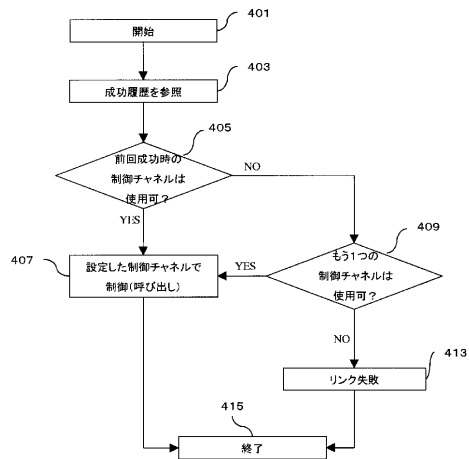 401
開始
403
成功履歴を参照
405
前回成功時の
制御チャネルは
使用可？
NO
YES
409
もう1つの
制御チャネルは
使用可？
407
設定した制御チャネルで
制御(呼び出し)
YES
NO
413
リンク失敗
415
終了